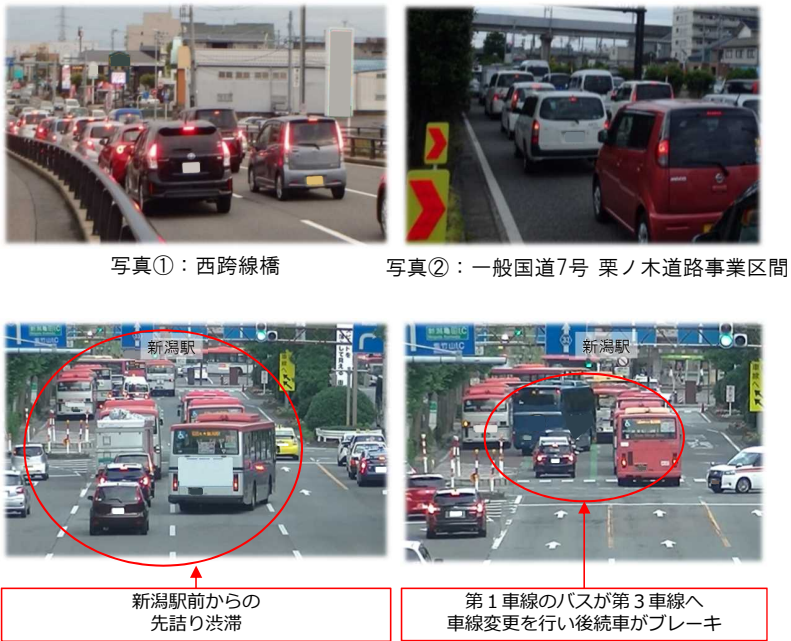 写真①：西跨線橋
写真②：一般国道7号 栗ノ木道路事業区間
新潟駅
新潟駅
新潟駅前からの
先詰り渋滞
第１車線のバスが第３車線へ
車線変更を行い後続車がブレーキ